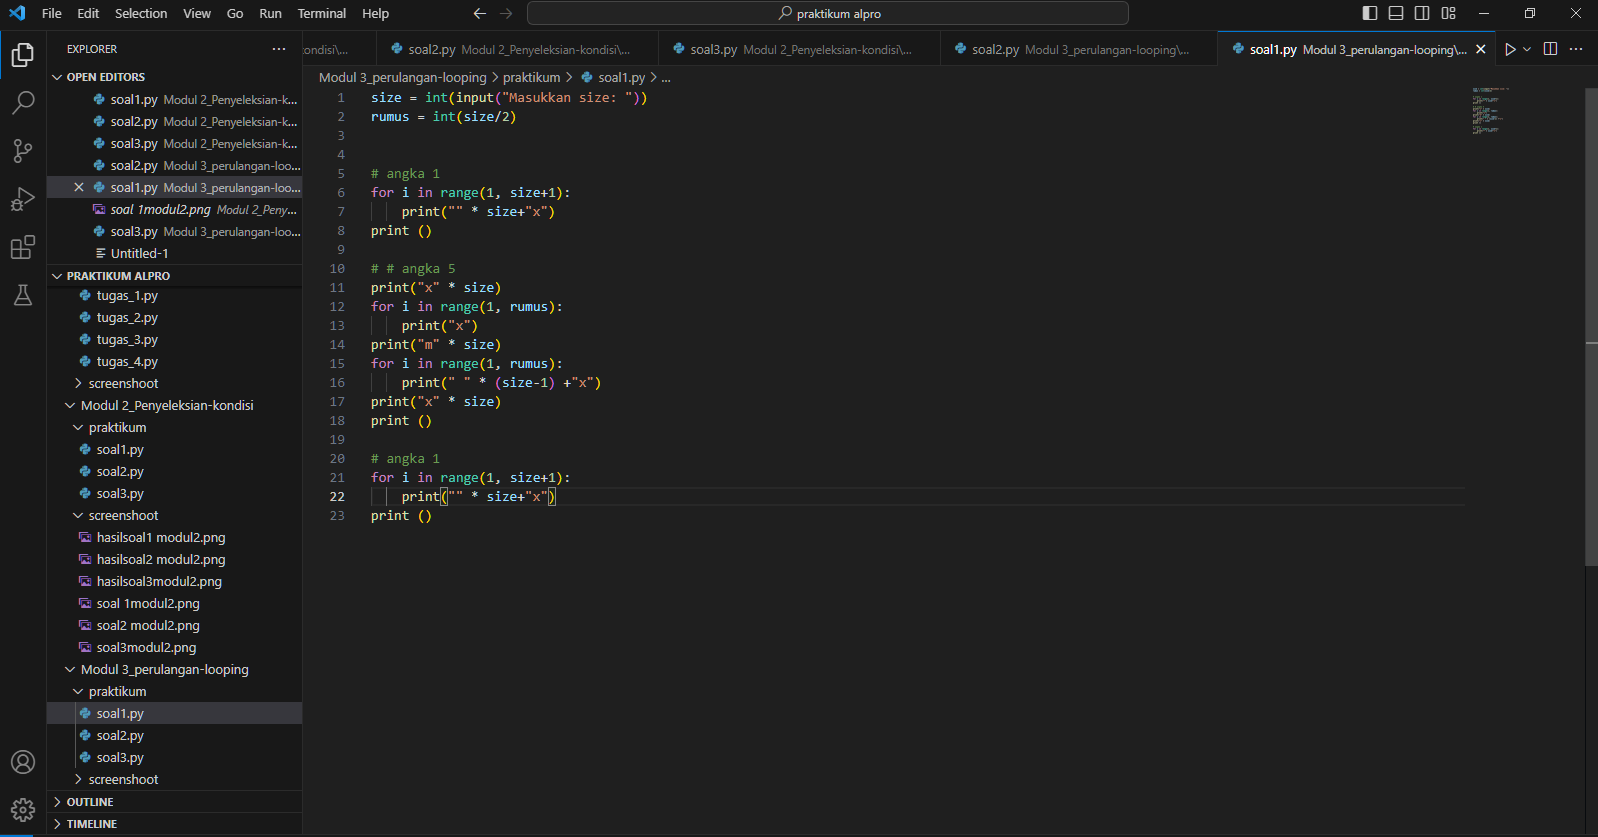 File Edit Selection View Go Run Terminal Help
praktikum alpro
EXPLORER
OPEN EDITORS
soal1.py Modul 2_Penyeleksian-k...
soal2.py Modul 2_Penyeleksian-k...
soal3.py Modul 2_Penyeleksian-k...
soal2.py Modul 3_perulangan-loo...
soal1.py Modul 3_perulangan-loo...
soal 1modul2.png Modul 2_Peny...
soal3.py Modul 3_perulangan-loo...
Untitled-1
PRAKTIKUM ALPRO
tugas_1.py
tugas_2.py
tugas_3.py
tugas_4.py
screenshoot
Modul 2_Penyeleksian-kondisi
praktikum
soal1.py
soal2.py
soal3.py
screenshoot
hasilsoal1 modul2.png
hasilsoal2 modul2.png
hasilsoal3modul2.png
soal 1modul2.png
soal2 modul2.png
soal3modul2.png
Modul 3_perulangan-looping
praktikum
soal1.py
soal2.py
soal3.py
screenshoot
OUTLINE
TIMELINE
condisi\... soal2.py Modul 2_Penyeleksian-kondisi\... soal3.py Modul 2_Penyeleksian-kondisi\... soal2.py Modul 3_perulangan-looping\... soal1.py Modul 3_perulangan-looping\...
Modul 3_perulangan-looping > praktikum > soal1.py > ...
1 size = int(input("Masukkan size: "))
2 rumus = int(size/2)
3
4
5 # angka 1
6 for i in range(1, size+1):
7     print("" * size+"x")
8 print ()
9
10 # # angka 5
11 print("x" * size)
12 for i in range(1, rumus):
13     print("x")
14 print("m" * size)
15 for i in range(1, rumus):
16     print(" " * (size-1) +"x")
17 print("x" * size)
18 print ()
19
20 # angka 1
21 for i in range(1, size+1):
22     print("" * size+"x")
23 print ()